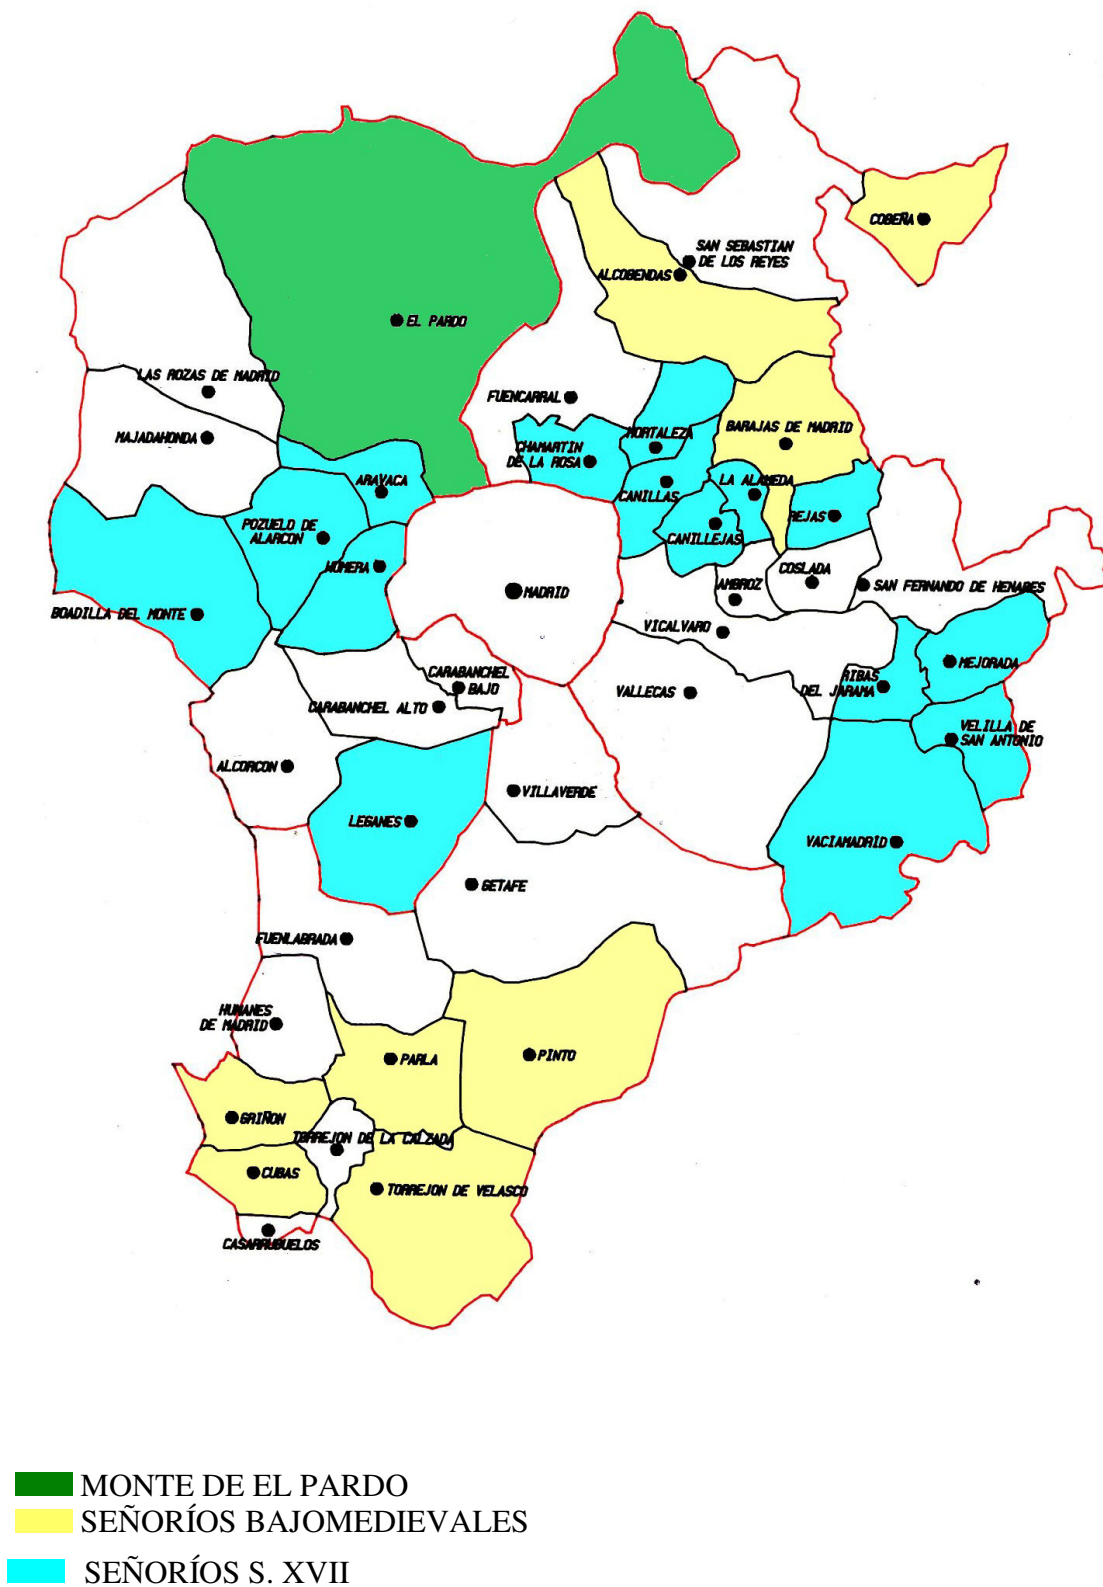 COBEÑA
SAN SEBASTIAN
DE LOS REYES
ALCOBENDAS
EL PARDO
LAS ROZAS DE MADRID
FUENCARRAL
MAJADAHONDA
HORTALEZA
BARAJAS DE MADRID
CHAMARTIN
DE LA ROSA
ARAVACA
CANILLAS
LA ALAMEDA
REJAS
POZUELO DE
ALARCON
CANILLEJAS
HUMERA
COSLADA
AMBROZ
SAN FERNANDO DE HENARES
MADRID
BOADILLA DEL MONTE
VICALVARO
MEJORADA
CARABANCHEL
BAJO
VALLECAS
RIBAS
DEL JARAMA
CARABANCHEL ALTO
VELILLA DE
SAN ANTONIO
ALCORCON
VILLAVERDE
LEGANES
VACIAMADRID
GETAFE
FUENLABRADA
HUMANES
DE MADRID
PARLA
PINTO
GRIÑON
TORREJON DE LA CALZADA
CUBAS
TORREJON DE VELASCO
CASARRUBUELOS
MONTE DE EL PARDO
SEÑORÍOS BAJOMEDIEVALES
SEÑORÍOS S. XVII